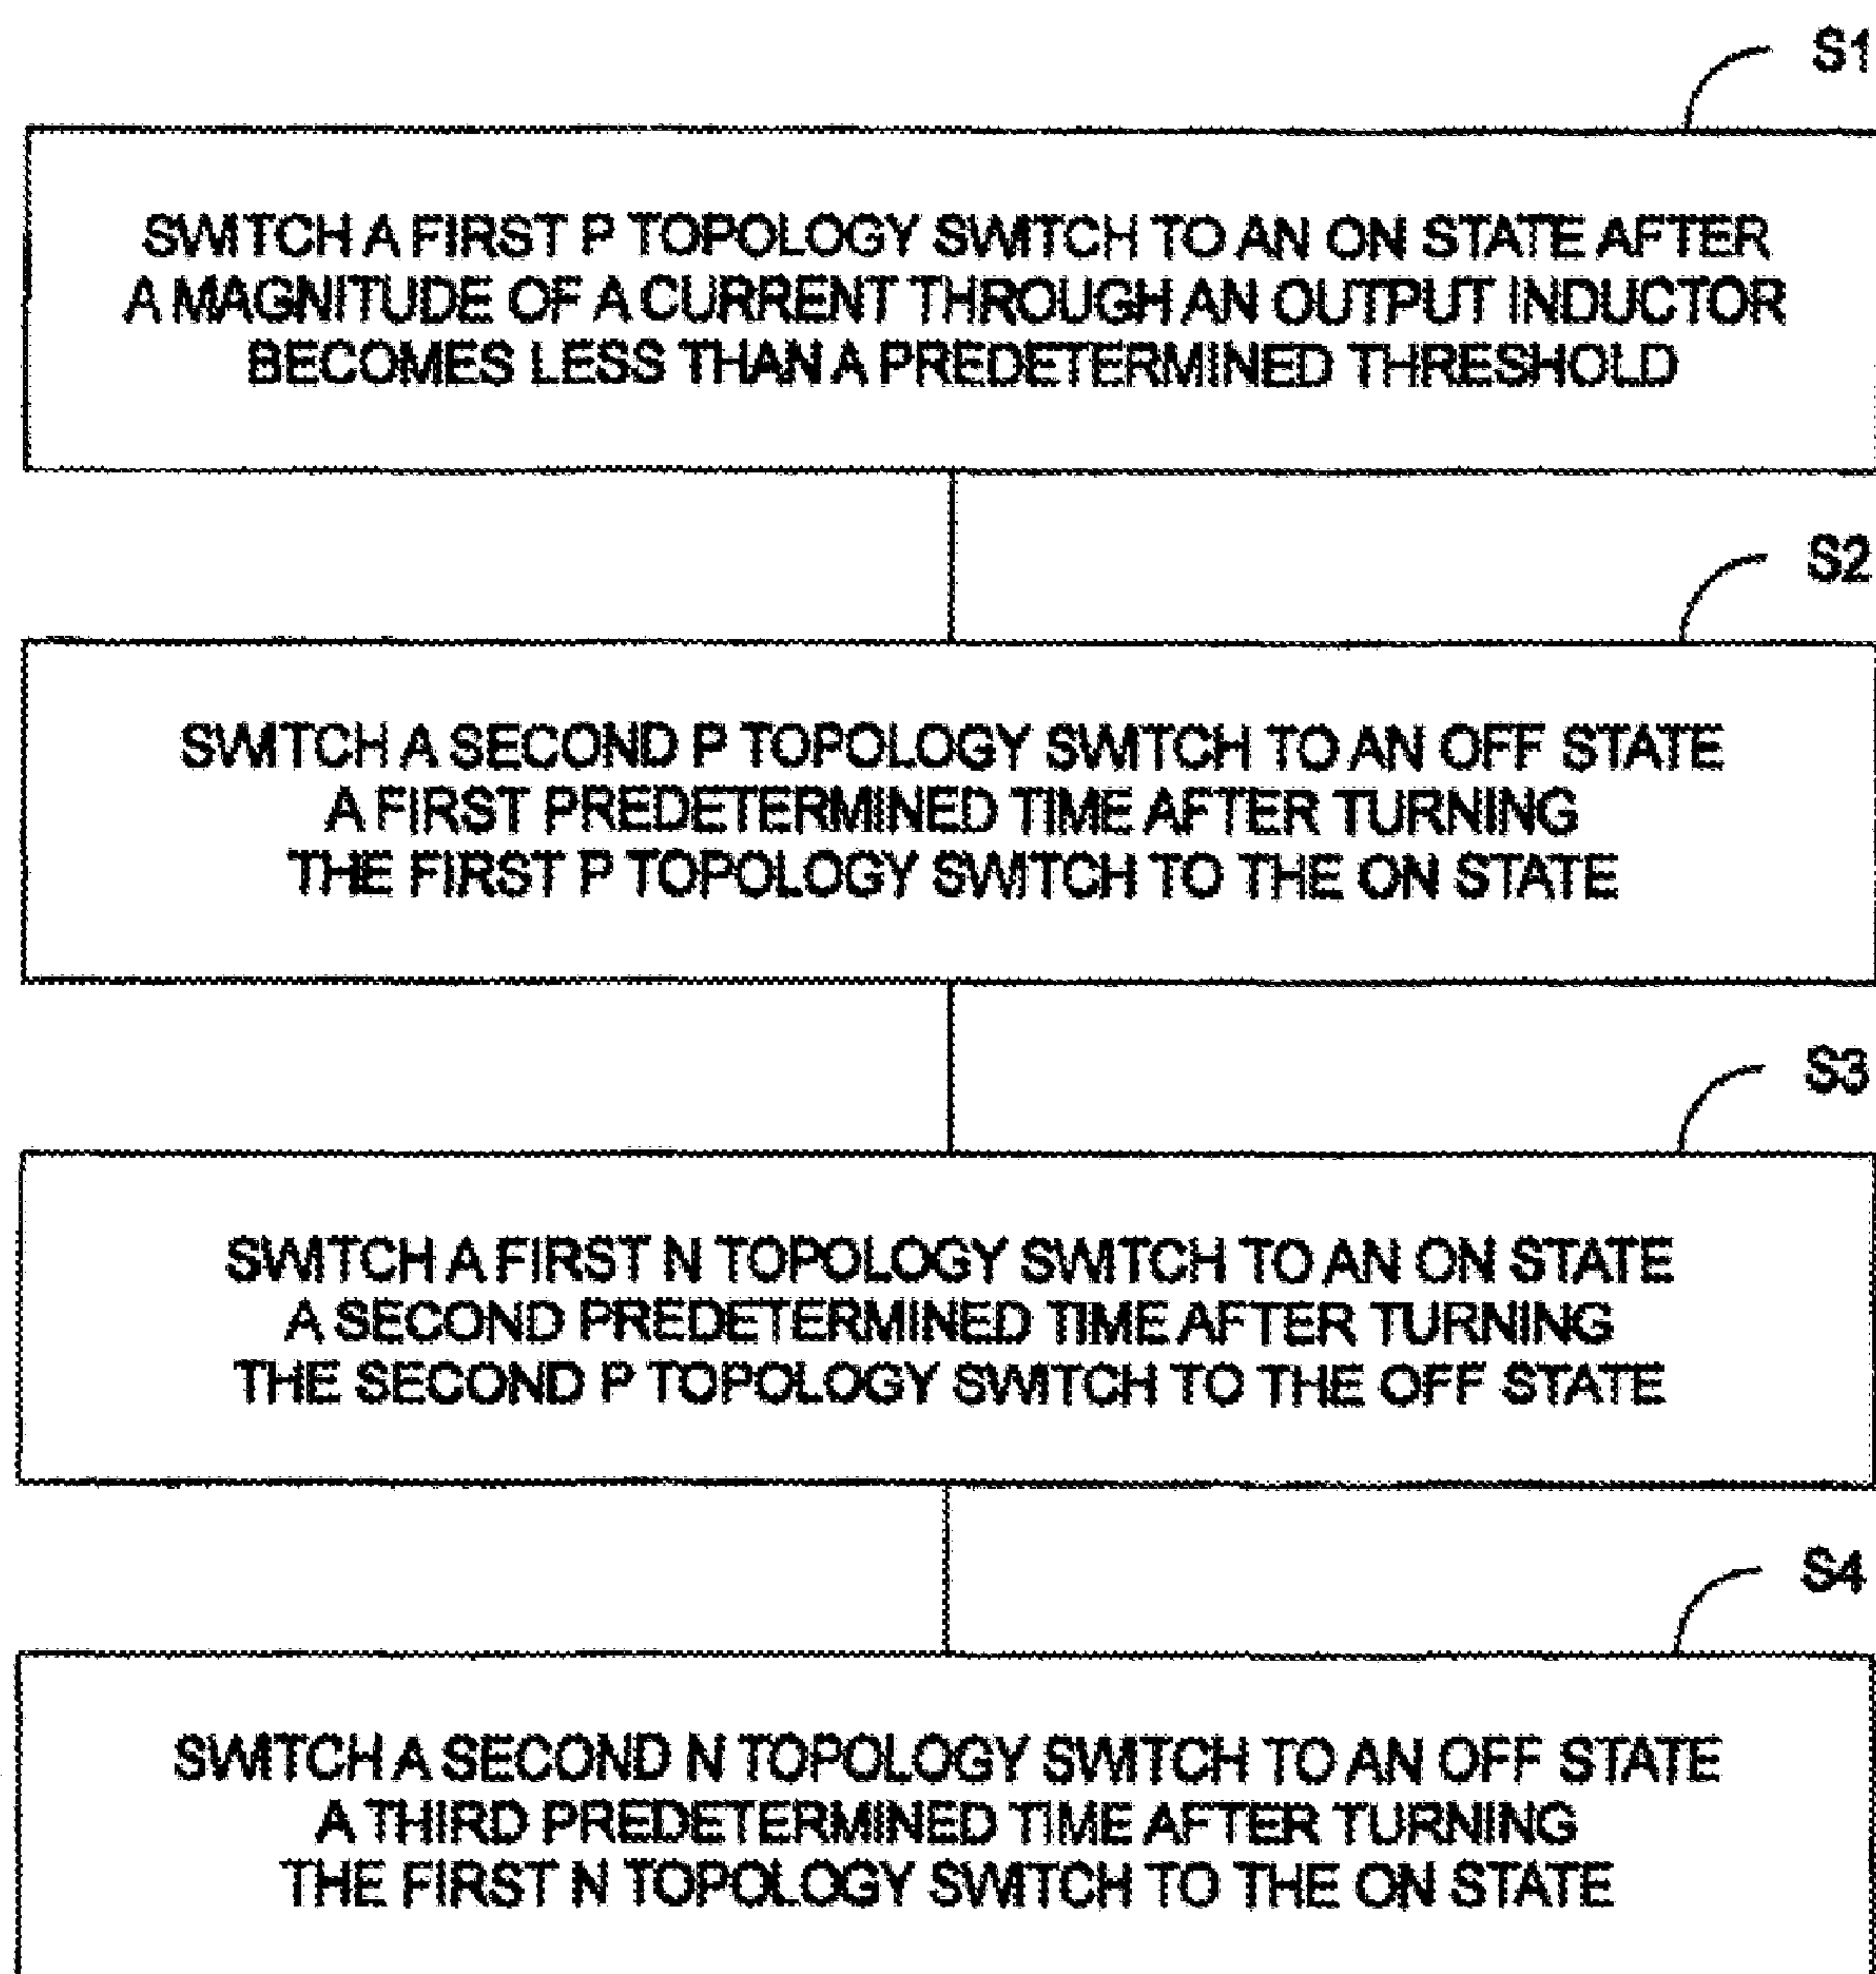 S1
SWITCH A FIRST P TOPOLOGY SWITCH TO AN ON STATE AFTER
A MAGNITUDE OF A CURRENT THROUGH AN OUTPUT INDUCTOR
BECOMES LESS THAN A PREDETERMINED THRESHOLD
S2
SWITCH A SECOND P TOPOLOGY SWITCH TO AN OFF STATE
A FIRST PREDETERMINED TIME AFTER TURNING
THE FIRST P TOPOLOGY SWITCH TO THE ON STATE
S3
SWITCH A FIRST N TOPOLOGY SWITCH TO AN ON STATE
A SECOND PREDETERMINED TIME AFTER TURNING
THE SECOND P TOPOLOGY SWITCH TO THE OFF STATE
S4
SWITCH A SECOND N TOPOLOGY SWITCH TO AN OFF STATE
A THIRD PREDETERMINED TIME AFTER TURNING
THE FIRST N TOPOLOGY SWITCH TO THE ON STATE